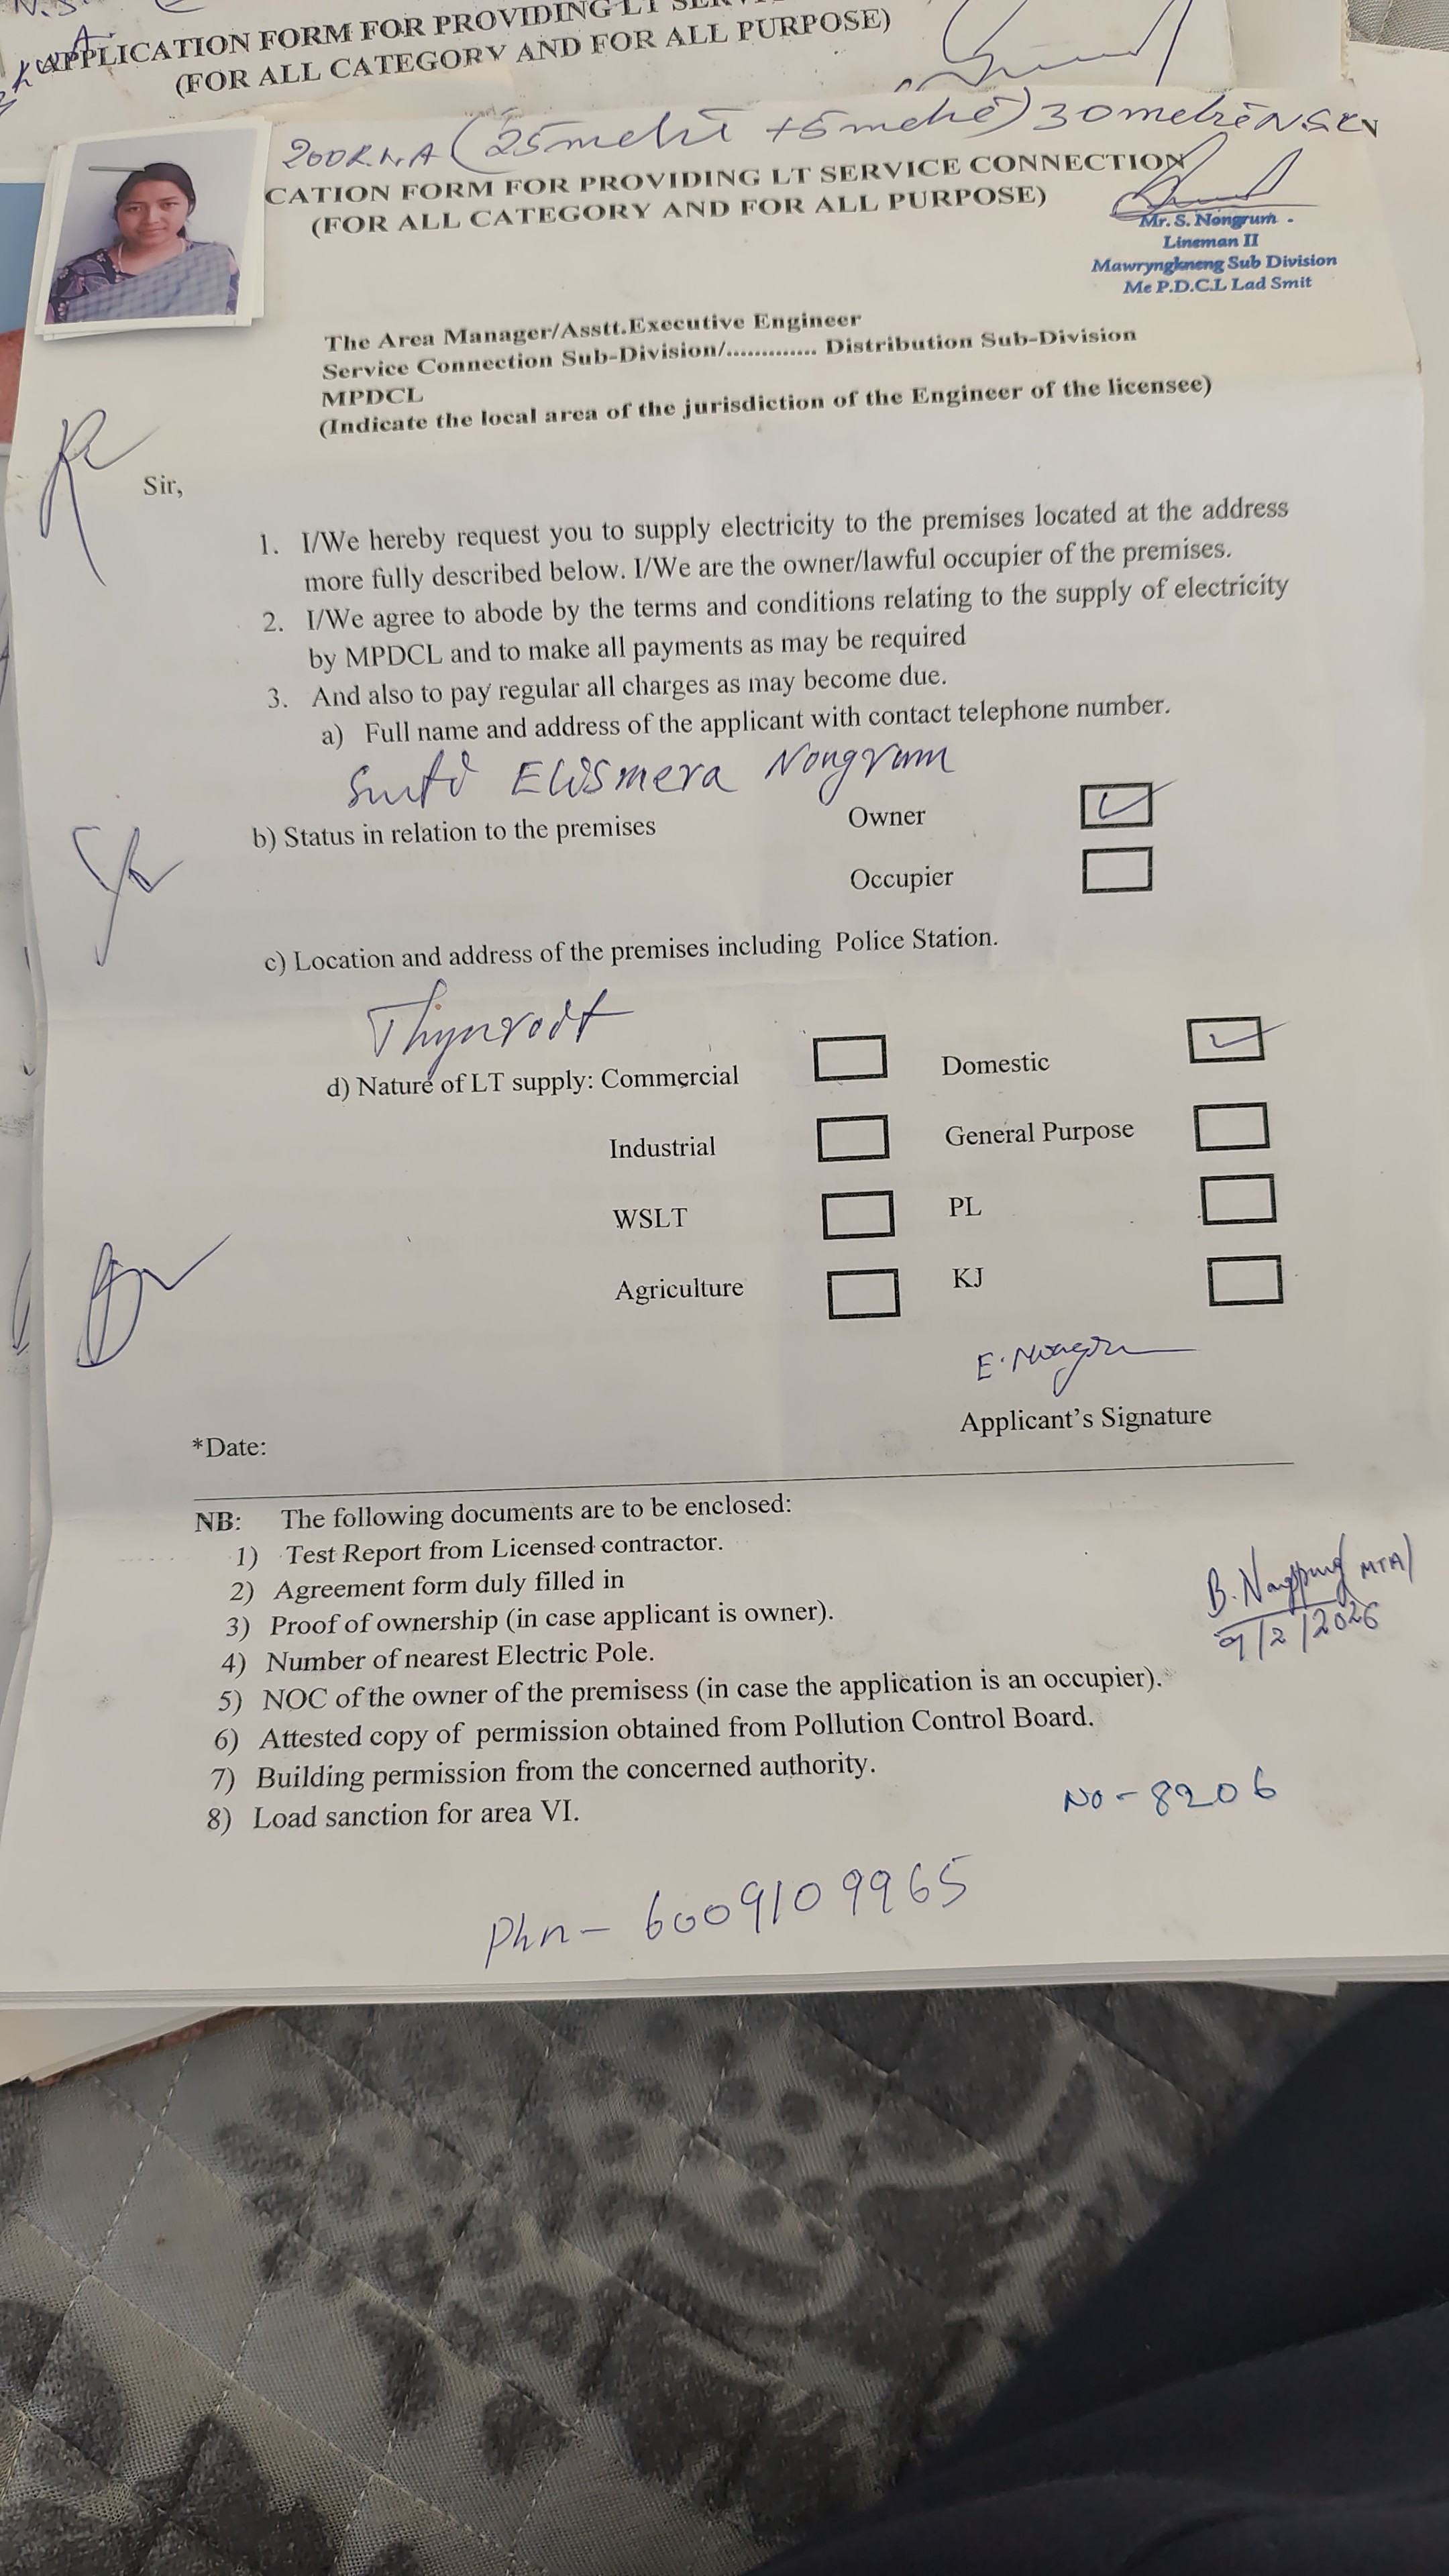 APPLICATION FORM FOR PROVIDING LT
(FOR ALL CATEGORY AND FOR ALL PURPOSE)
200KVA (25metre +5metre) 30metre
CATION FORM FOR PROVIDING LT SERVICE CONNECTION
(FOR ALL CATEGORY AND FOR ALL PURPOSE)
Mr. S. Nongrum
Lineman II
Mawryngkneng Sub Division
Me P.D.C.L Lad Smit
The Area Manager/Asstt.Executive Engineer
Service Connection Sub-Division/............. Distribution Sub-Division
MPDCL
(Indicate the local area of the jurisdiction of the Engineer of the licensee)
Sir,
1. I/We hereby request you to supply electricity to the premises located at the address
more fully described below. I/We are the owner/lawful occupier of the premises.
2. I/We agree to abode by the terms and conditions relating to the supply of electricity
by MPDCL and to make all payments as may be required
3. And also to pay regular all charges as may become due.
a) Full name and address of the applicant with contact telephone number.
Smti Elismera Nongrum
b) Status in relation to the premises Owner
Occupier
c) Location and address of the premises including Police Station.
Thynroit
d) Nature of LT supply: Commercial Domestic
Industrial General Purpose
WSLT PL
Agriculture KJ
E. Nongrum
Applicant's Signature
*Date:
NB: The following documents are to be enclosed:
1) Test Report from Licensed contractor.
2) Agreement form duly filled in
3) Proof of ownership (in case applicant is owner).
4) Number of nearest Electric Pole.
5) NOC of the owner of the premisess (in case the application is an occupier).
6) Attested copy of permission obtained from Pollution Control Board.
7) Building permission from the concerned authority.
8) Load sanction for area VI.
9/2/2026
No - 8206
Phn - 6009109965